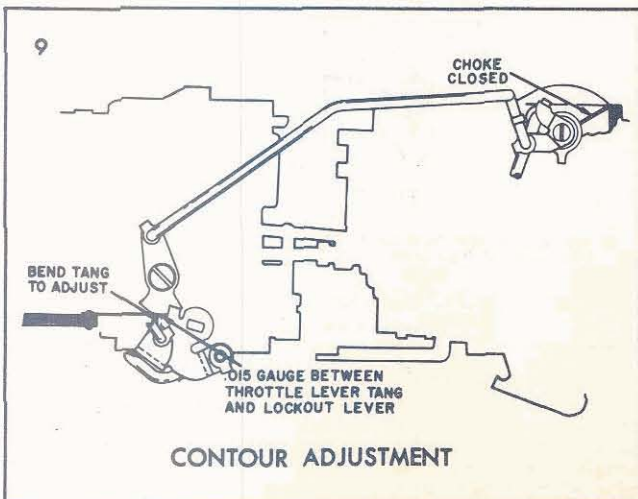 9
CHOKE
CLOSED
BEND TANG
TO ADJUST
.015 GAUGE BETWEEN
THROTTLE LEVER TANG
AND LOCKOUT LEVER
CONTOUR ADJUSTMENT